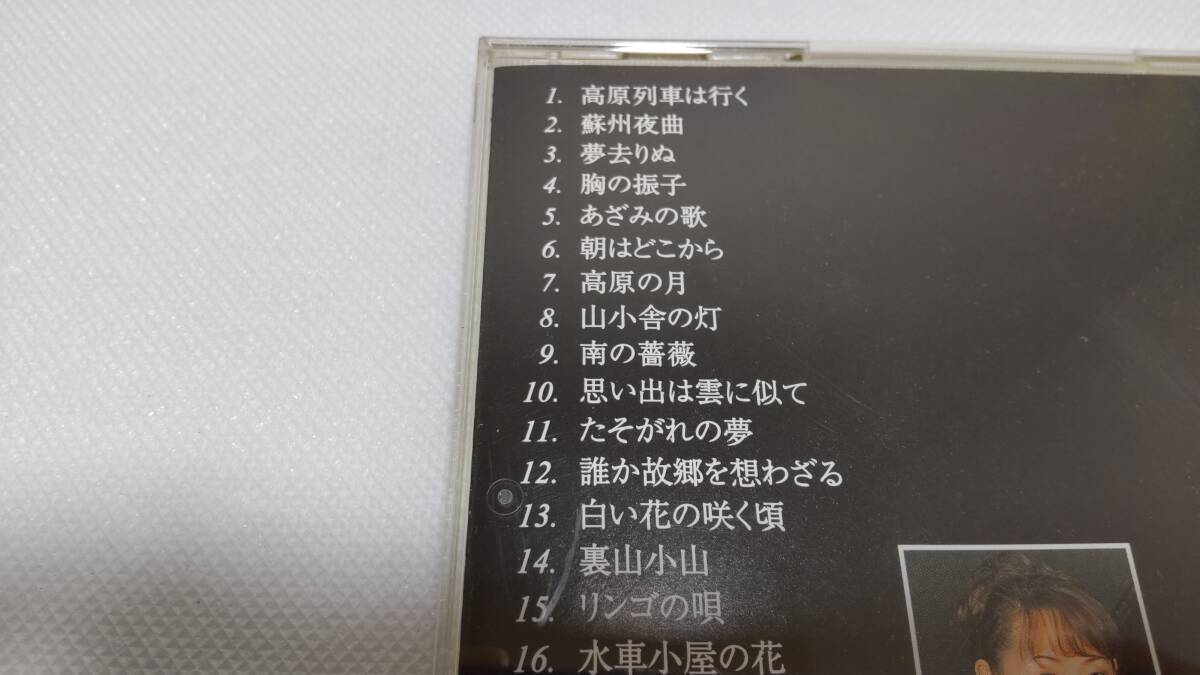 1. 高原列車は行く
2. 蘇州夜曲
3. 夢去りぬ
4. 胸の振子
5. あざみの歌
6. 朝はどこから
7. 高原の月
8. 山小舎の灯
9. 南の薔薇
10. 思い出は雲に似て
11. たそがれの夢
12. 誰か故郷を想わざる
13. 白い花の咲く頃
14. 裏山小山
15. リンゴの唄
16. 水車小屋の花